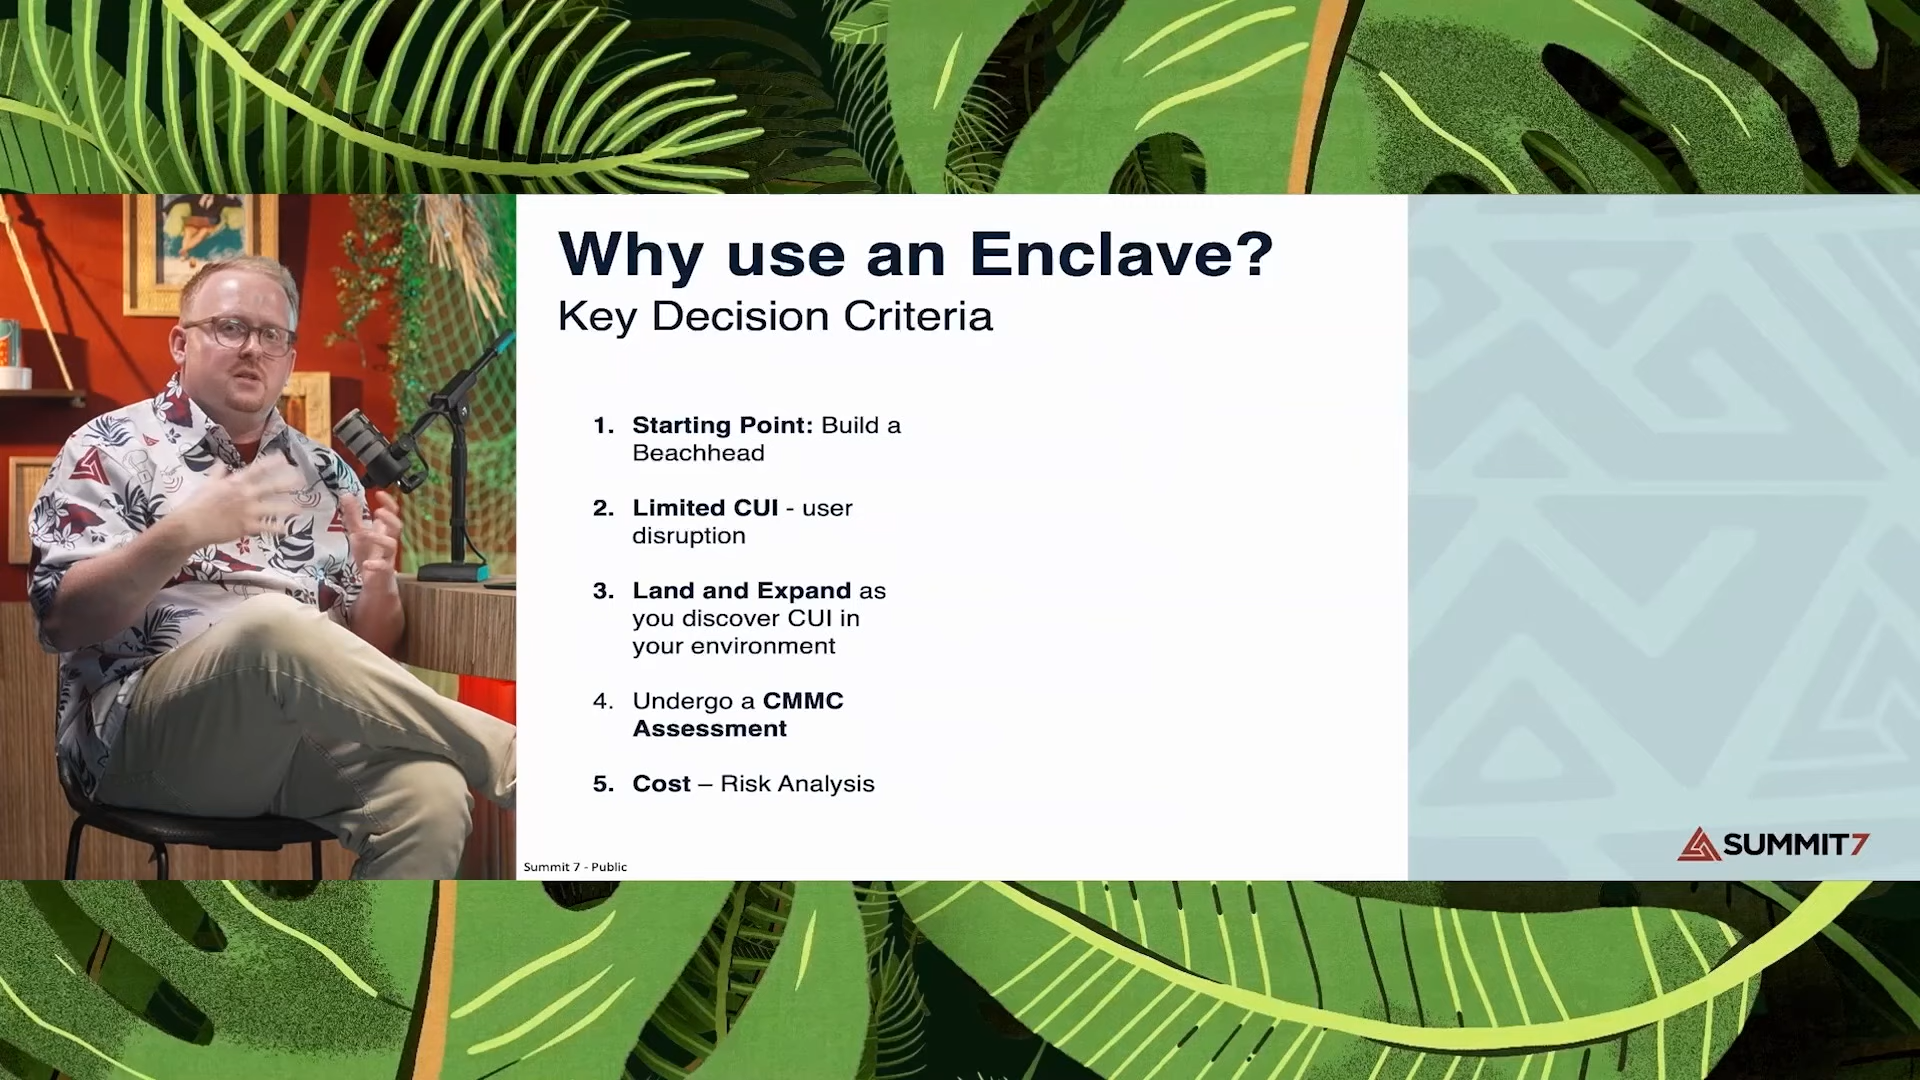 Why use an Enclave?
Key Decision Criteria
1. Starting Point: Build a
Beachhead
2. Limited CUI - user
disruption
3. Land and Expand as
you discover CUI in
your environment
4. Undergo a CMMC
Assessment
5. Cost – Risk Analysis
Summit 7 - Public
SUMMIT7